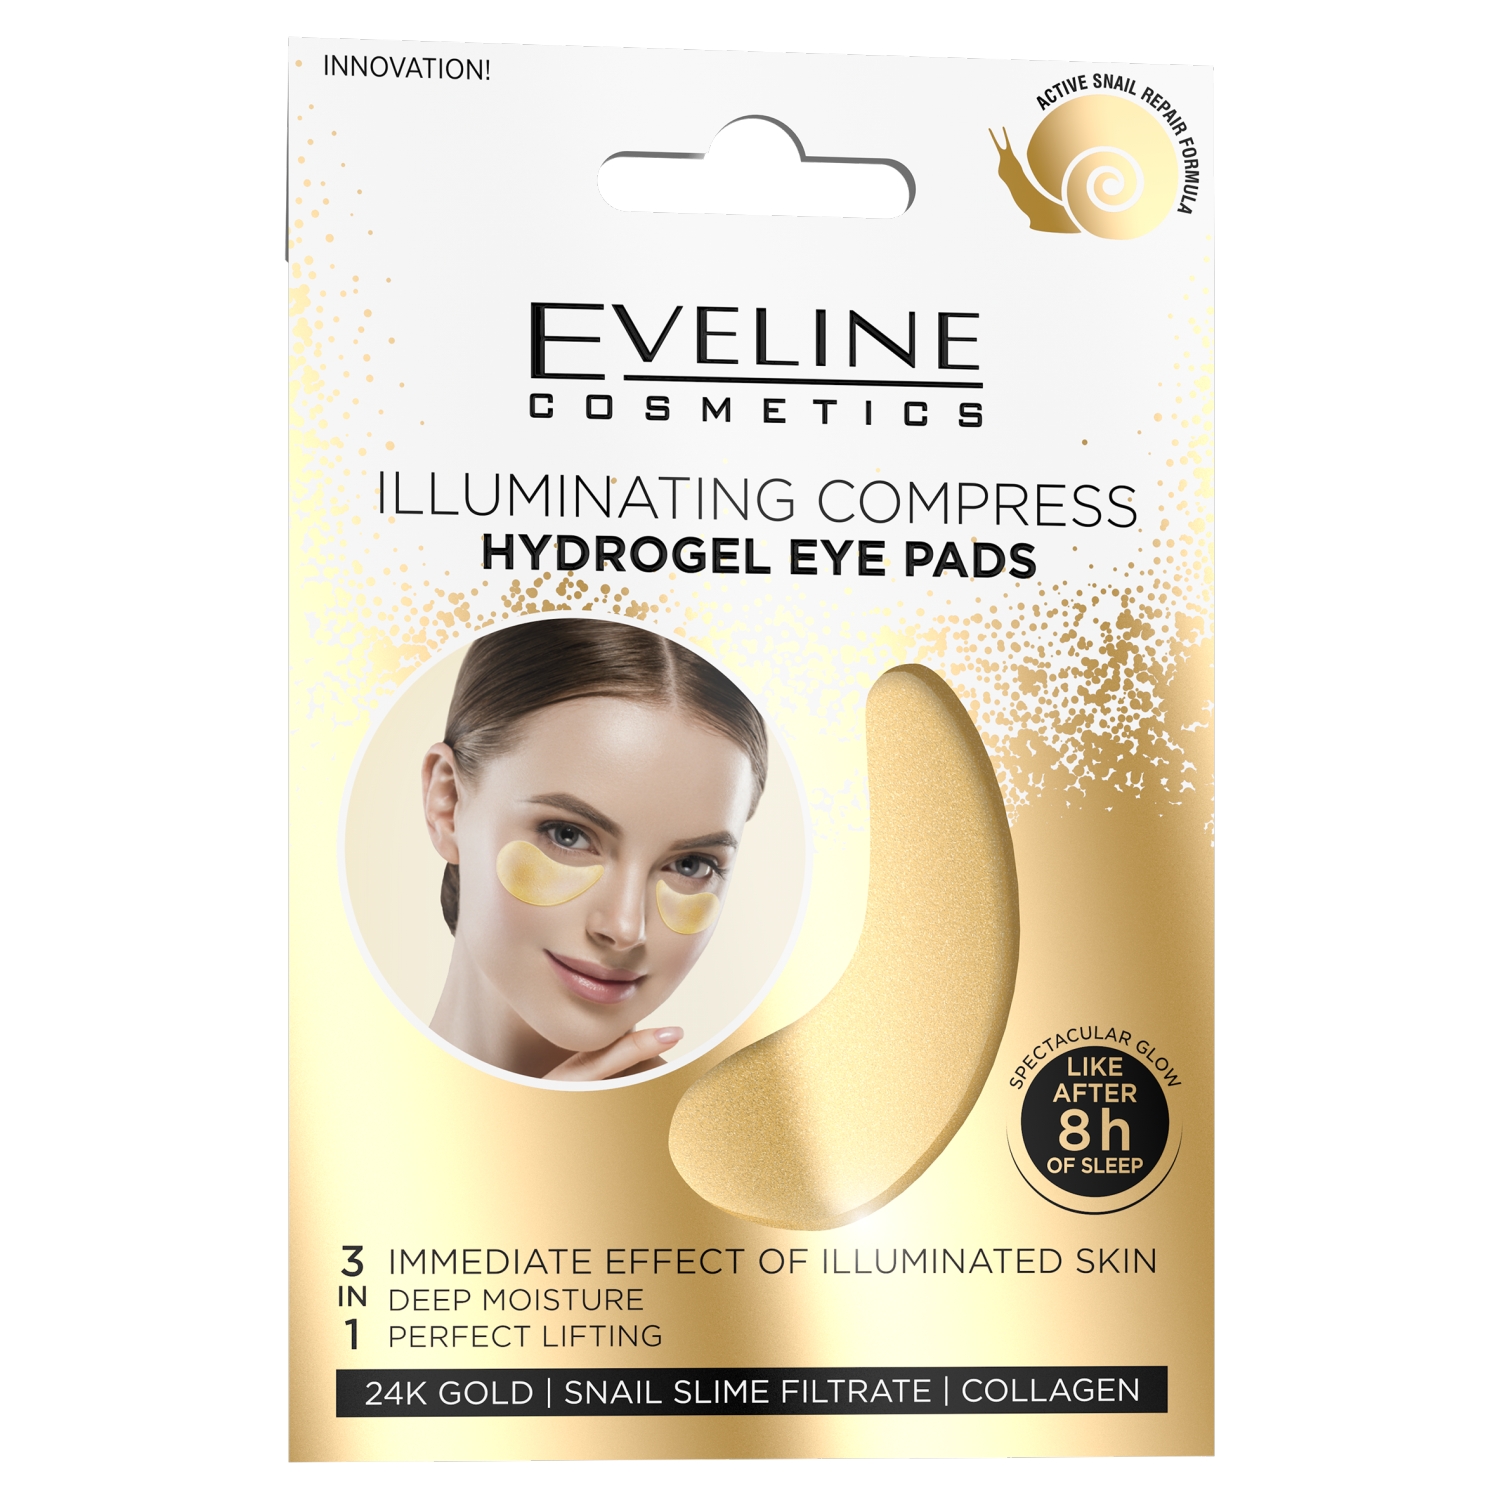 INNOVATION!
ACTIVE SNAIL REPAIR FORMULA
EVELINE
COSMETICS
ILLUMINATING COMPRESS
HYDROGEL EYE PADS
SPECTACULAR GLOW
LIKE
AFTER
8h
OF SLEEP
3 IN 1
IMMEDIATE EFFECT OF ILLUMINATED SKIN
DEEP MOISTURE
PERFECT LIFTING
24K GOLD | SNAIL SLIME FILTRATE | COLLAGEN